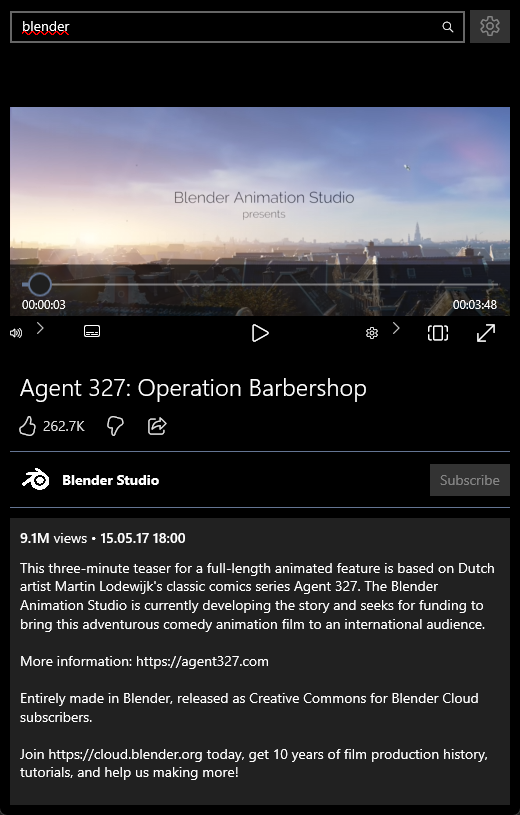 blender
Blender Animation Studio
presents
00:00:03
00:03:48
Agent 327: Operation Barbershop
262.7K
Blender Studio
Subscribe
9.1M views • 15.05.17 18:00
This three-minute teaser for a full-length animated feature is based on Dutch
artist Martin Lodewijk's classic comics series Agent 327. The Blender
Animation Studio is currently developing the story and seeks for funding to
bring this adventurous comedy animation film to an international audience.
More information: https://agent327.com
Entirely made in Blender, released as Creative Commons for Blender Cloud
subscribers.
Join https://cloud.blender.org today, get 10 years of film production history,
tutorials, and help us making more!